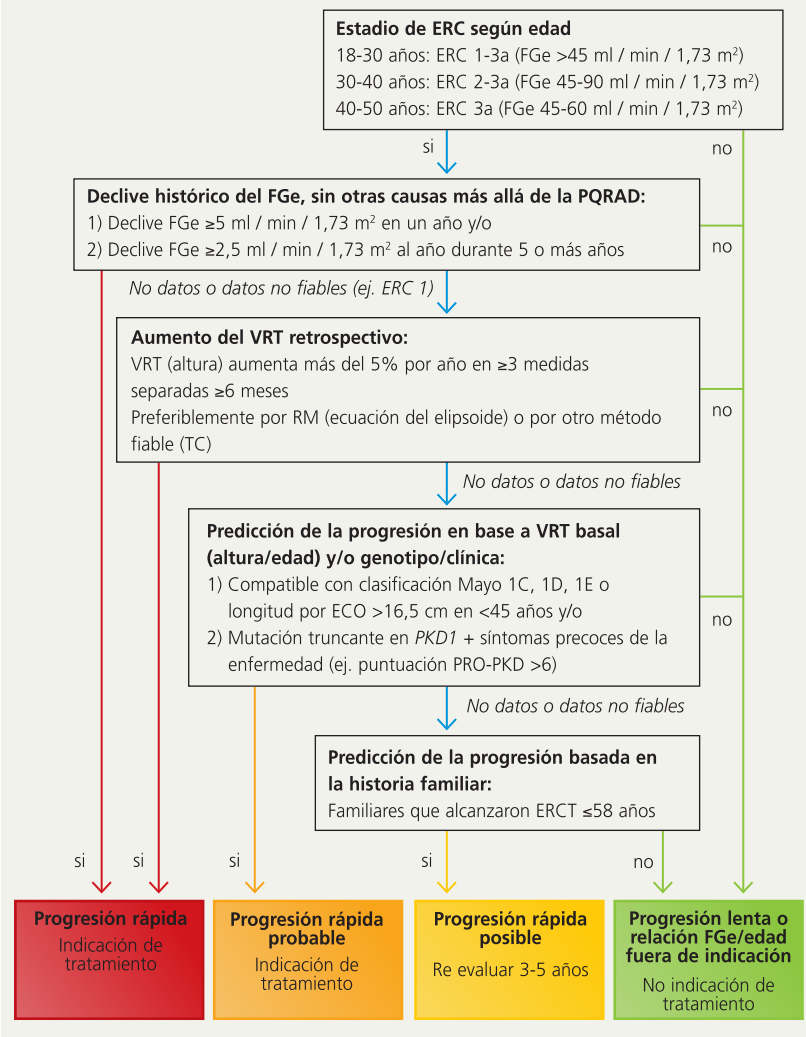 Estadio de ERC según edad
18-30 años: ERC 1-3a (FGe >45 ml / min / 1,73 m²)
30-40 años: ERC 2-3a (FGe 45-90 ml / min / 1,73 m²)
40-50 años: ERC 3a (FGe 45-60 ml / min / 1,73 m²)
si
no
Declive histórico del FGe, sin otras causas más allá de la PQRAD:
1) Declive FGe ≥5 ml / min / 1,73 m² en un año y/o
2) Declive FGe ≥2,5 ml / min / 1,73 m² al año durante 5 o más años
no
No datos o datos no fiables (ej. ERC 1)
Aumento del VRT retrospectivo:
VRT (altura) aumenta más del 5% por año en ≥3 medidas
separadas ≥6 meses
Preferiblemente por RM (ecuación del elipsoide) o por otro método
fiable (TC)
no
No datos o datos no fiables
Predicción de la progresión en base a VRT basal
(altura/edad) y/o genotipo/clínica:
1) Compatible con clasificación Mayo 1C, 1D, 1E o
longitud por ECO >16,5 cm en <45 años y/o
2) Mutación truncante en PKD1 + síntomas precoces de la
enfermedad (ej. puntuación PRO-PKD >6)
no
No datos o datos no fiables
Predicción de la progresión basada en
la historia familiar:
Familiares que alcanzaron ERCT ≤58 años
si
si
si
si
no
Progresión rápida
Indicación de
tratamiento
Progresión rápida
probable
Indicación de
tratamiento
Progresión rápida
posible
Re evaluar 3-5 años
Progresión lenta o
relación FGe/edad
fuera de indicación
No indicación de
tratamiento